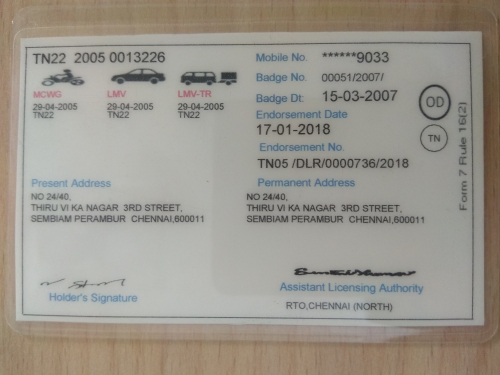 TN22 2005 0013226
MCWG LMV LMV-TR
29-04-2005 29-04-2005 29-04-2005
TN22 TN22 TN22
Mobile No. ******9033
Badge No. 00051/2007/
Badge Dt: 15-03-2007
Endorsement Date
17-01-2018
Endorsement No.
TN05 /DLR/0000736/2018
OD
TN
Form 7 Rule 16(2)
Present Address
NO 24/40,
THIRU VI KA NAGAR 3RD STREET,
SEMBIAM PERAMBUR CHENNAI,600011
Permanent Address
NO 24/40,
THIRU VI KA NAGAR 3RD STREET,
SEMBIAM PERAMBUR CHENNAI,600011
Holder's Signature
Assistant Licensing Authority
RTO,CHENNAI (NORTH)